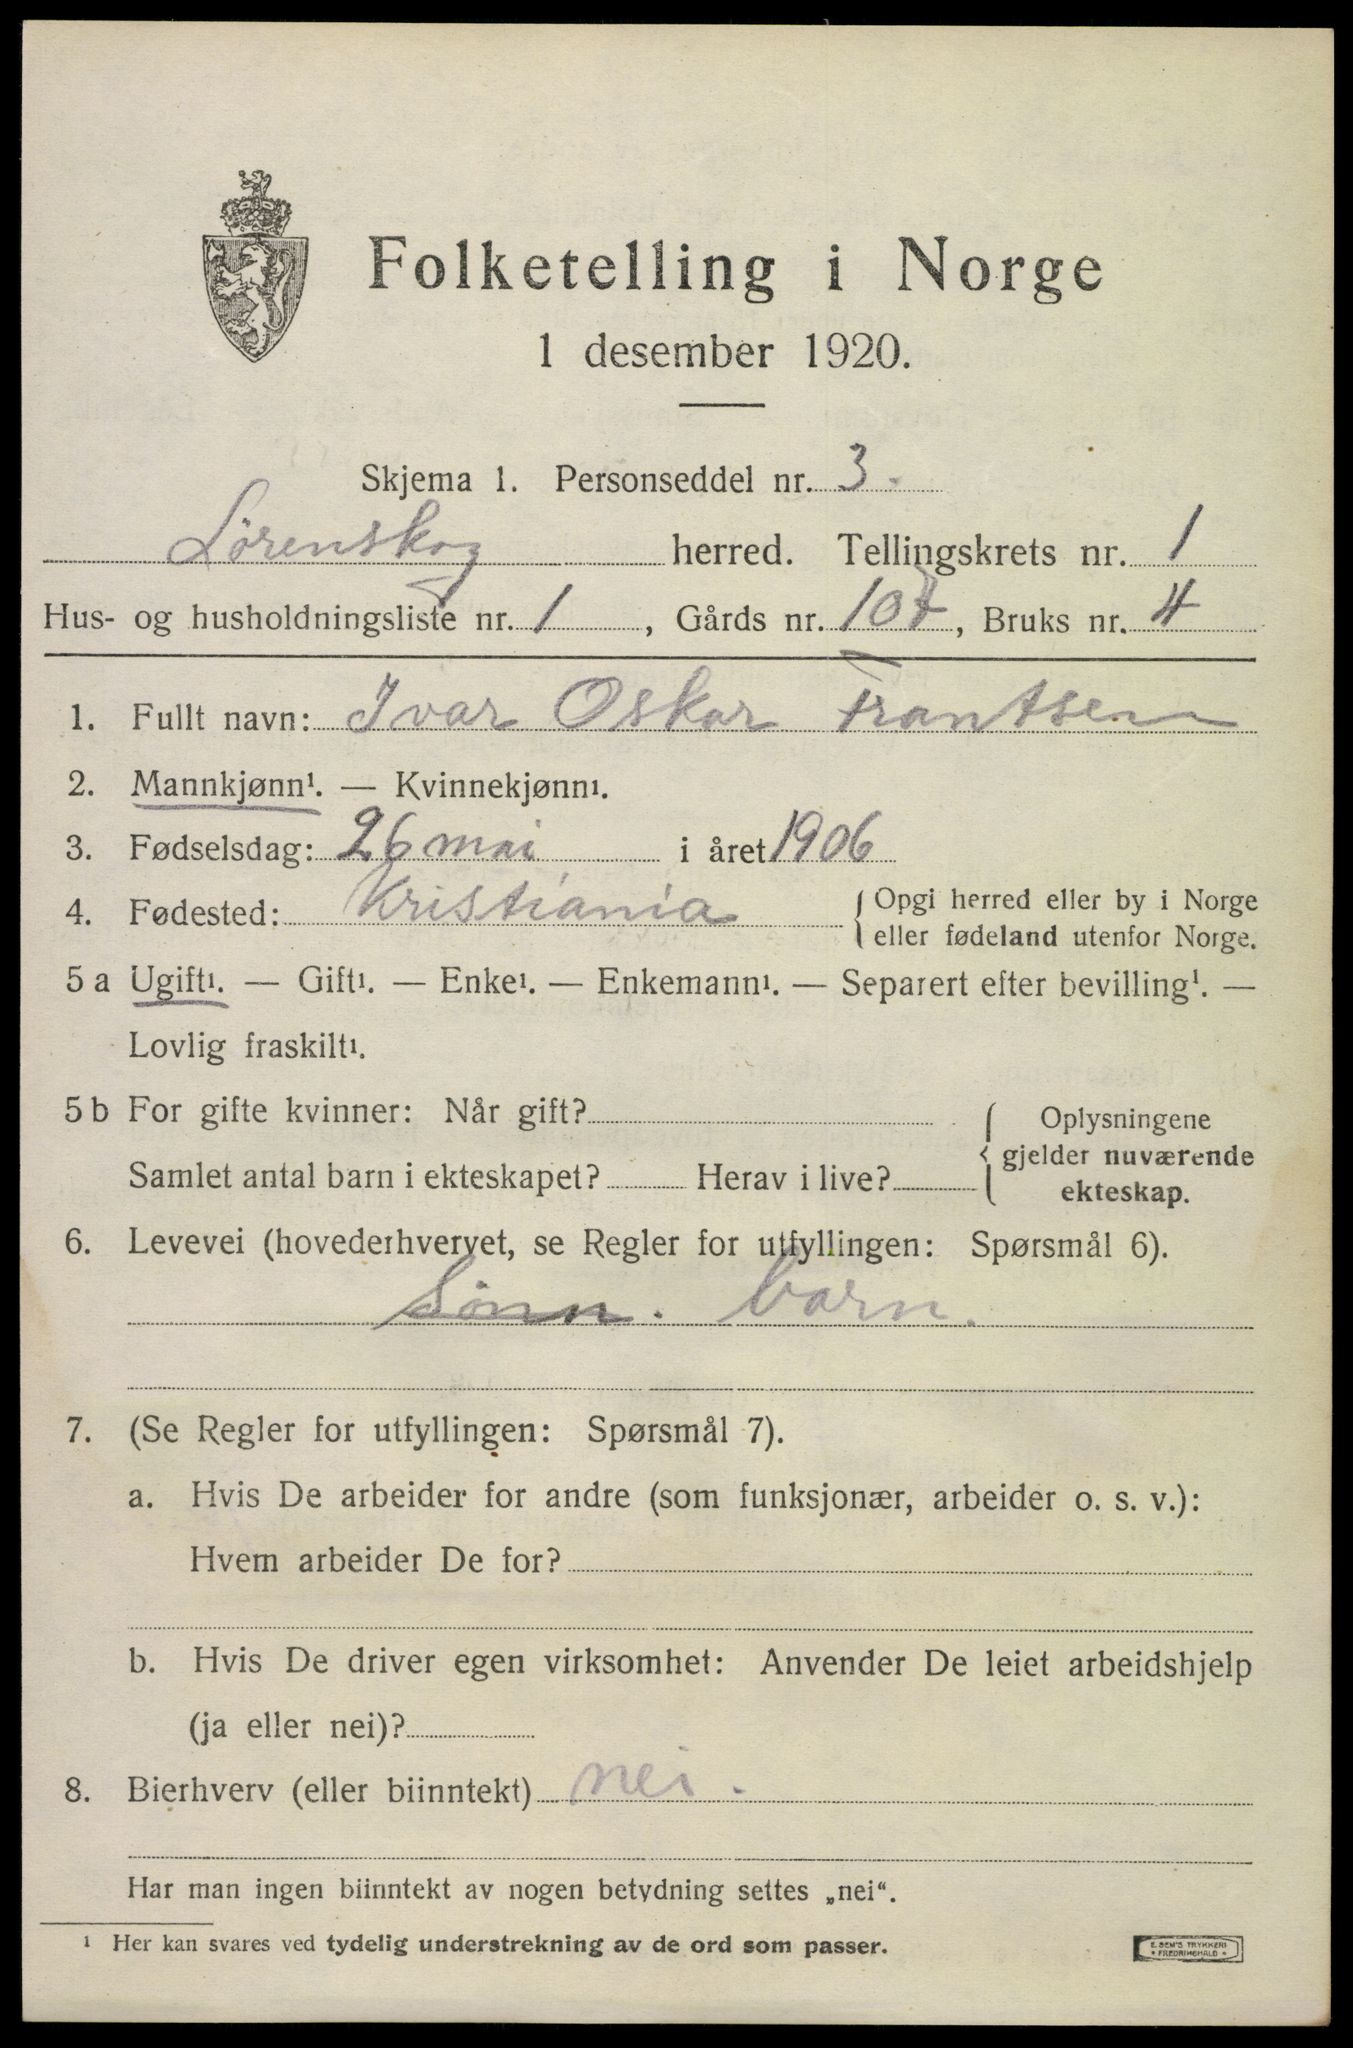 Folketelling i Norge
1 desember 1920.
Skjema 1. Personseddel nr. 3.
Lørenskog herred. Tellingskrets nr. 1
Hus- og husholdningsliste nr. 1, Gårds nr. 107, Bruks nr. 4
1. Fullt navn: Ivar Oskar Frantsen
2. Mannkjønn¹. — Kvinnekjønn¹.
3. Fødselsdag: 26 mai i året 1906
4. Fødested: Kristiania { Opgi herred eller by i Norge
eller fødeland utenfor Norge.
5 a Ugift¹. — Gift¹. — Enke¹. — Enkemann¹. — Separert efter bevilling¹. —
Lovlig fraskilt¹.
5 b For gifte kvinner: Når gift?
Samlet antal barn i ekteskapet? Herav i live?
{ Oplysningene
gjelder nuværende
ekteskap.
6. Levevei (hovederhvervet, se Regler for utfyllingen: Spørsmål 6).
Sönn. barn.
7. (Se Regler for utfyllingen: Spørsmål 7).
a. Hvis De arbeider for andre (som funksjonær, arbeider o. s. v.):
Hvem arbeider De for?
b. Hvis De driver egen virksomhet: Anvender De leiet arbeidshjelp
(ja eller nei)?
8. Bierhverv (eller biinntekt) nei.
Har man ingen biinntekt av nogen betydning settes „nei“.
¹ Her kan svares ved tydelig understrekning av de ord som passer.
E. SEM'S TRYKKERI
* FREDRIKSHALD *